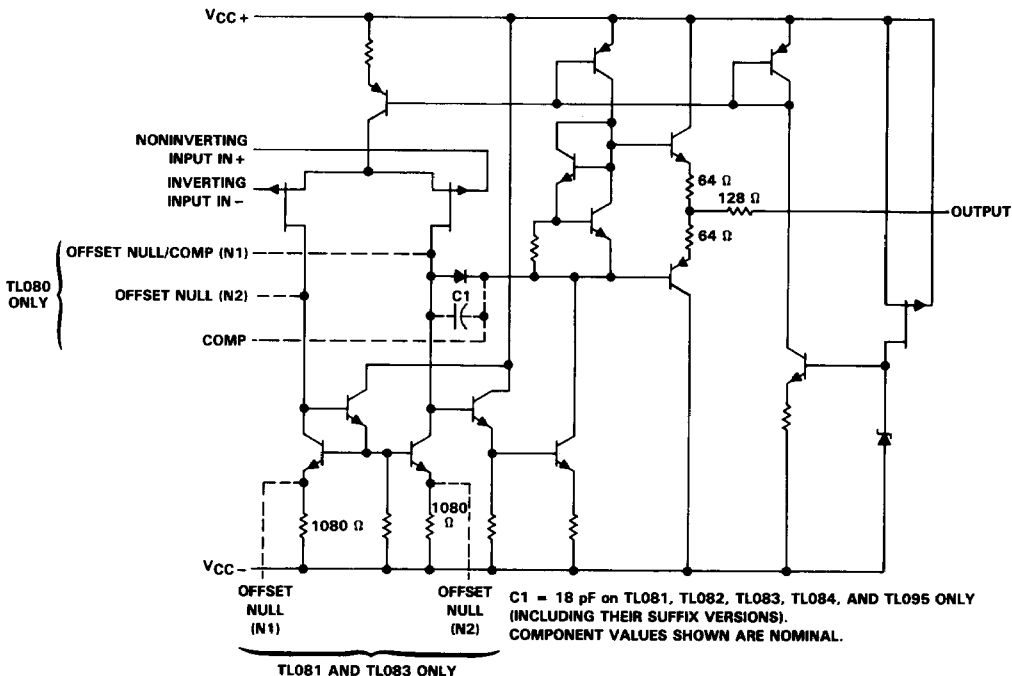 VCC+
NONINVERTING
INPUT IN+
INVERTING
INPUT IN−
64 Ω
128 Ω
OUTPUT
64 Ω
TL080
ONLY
OFFSET NULL/COMP (N1)
OFFSET NULL (N2)
C1
COMP
1080 Ω
1080
Ω
VCC−
OFFSET
NULL
(N1)
OFFSET
NULL
(N2)
TL081 AND TL083 ONLY
C1 = 18 pF on TL081, TL082, TL083, TL084, AND TL095 ONLY
(INCLUDING THEIR SUFFIX VERSIONS).
COMPONENT VALUES SHOWN ARE NOMINAL.